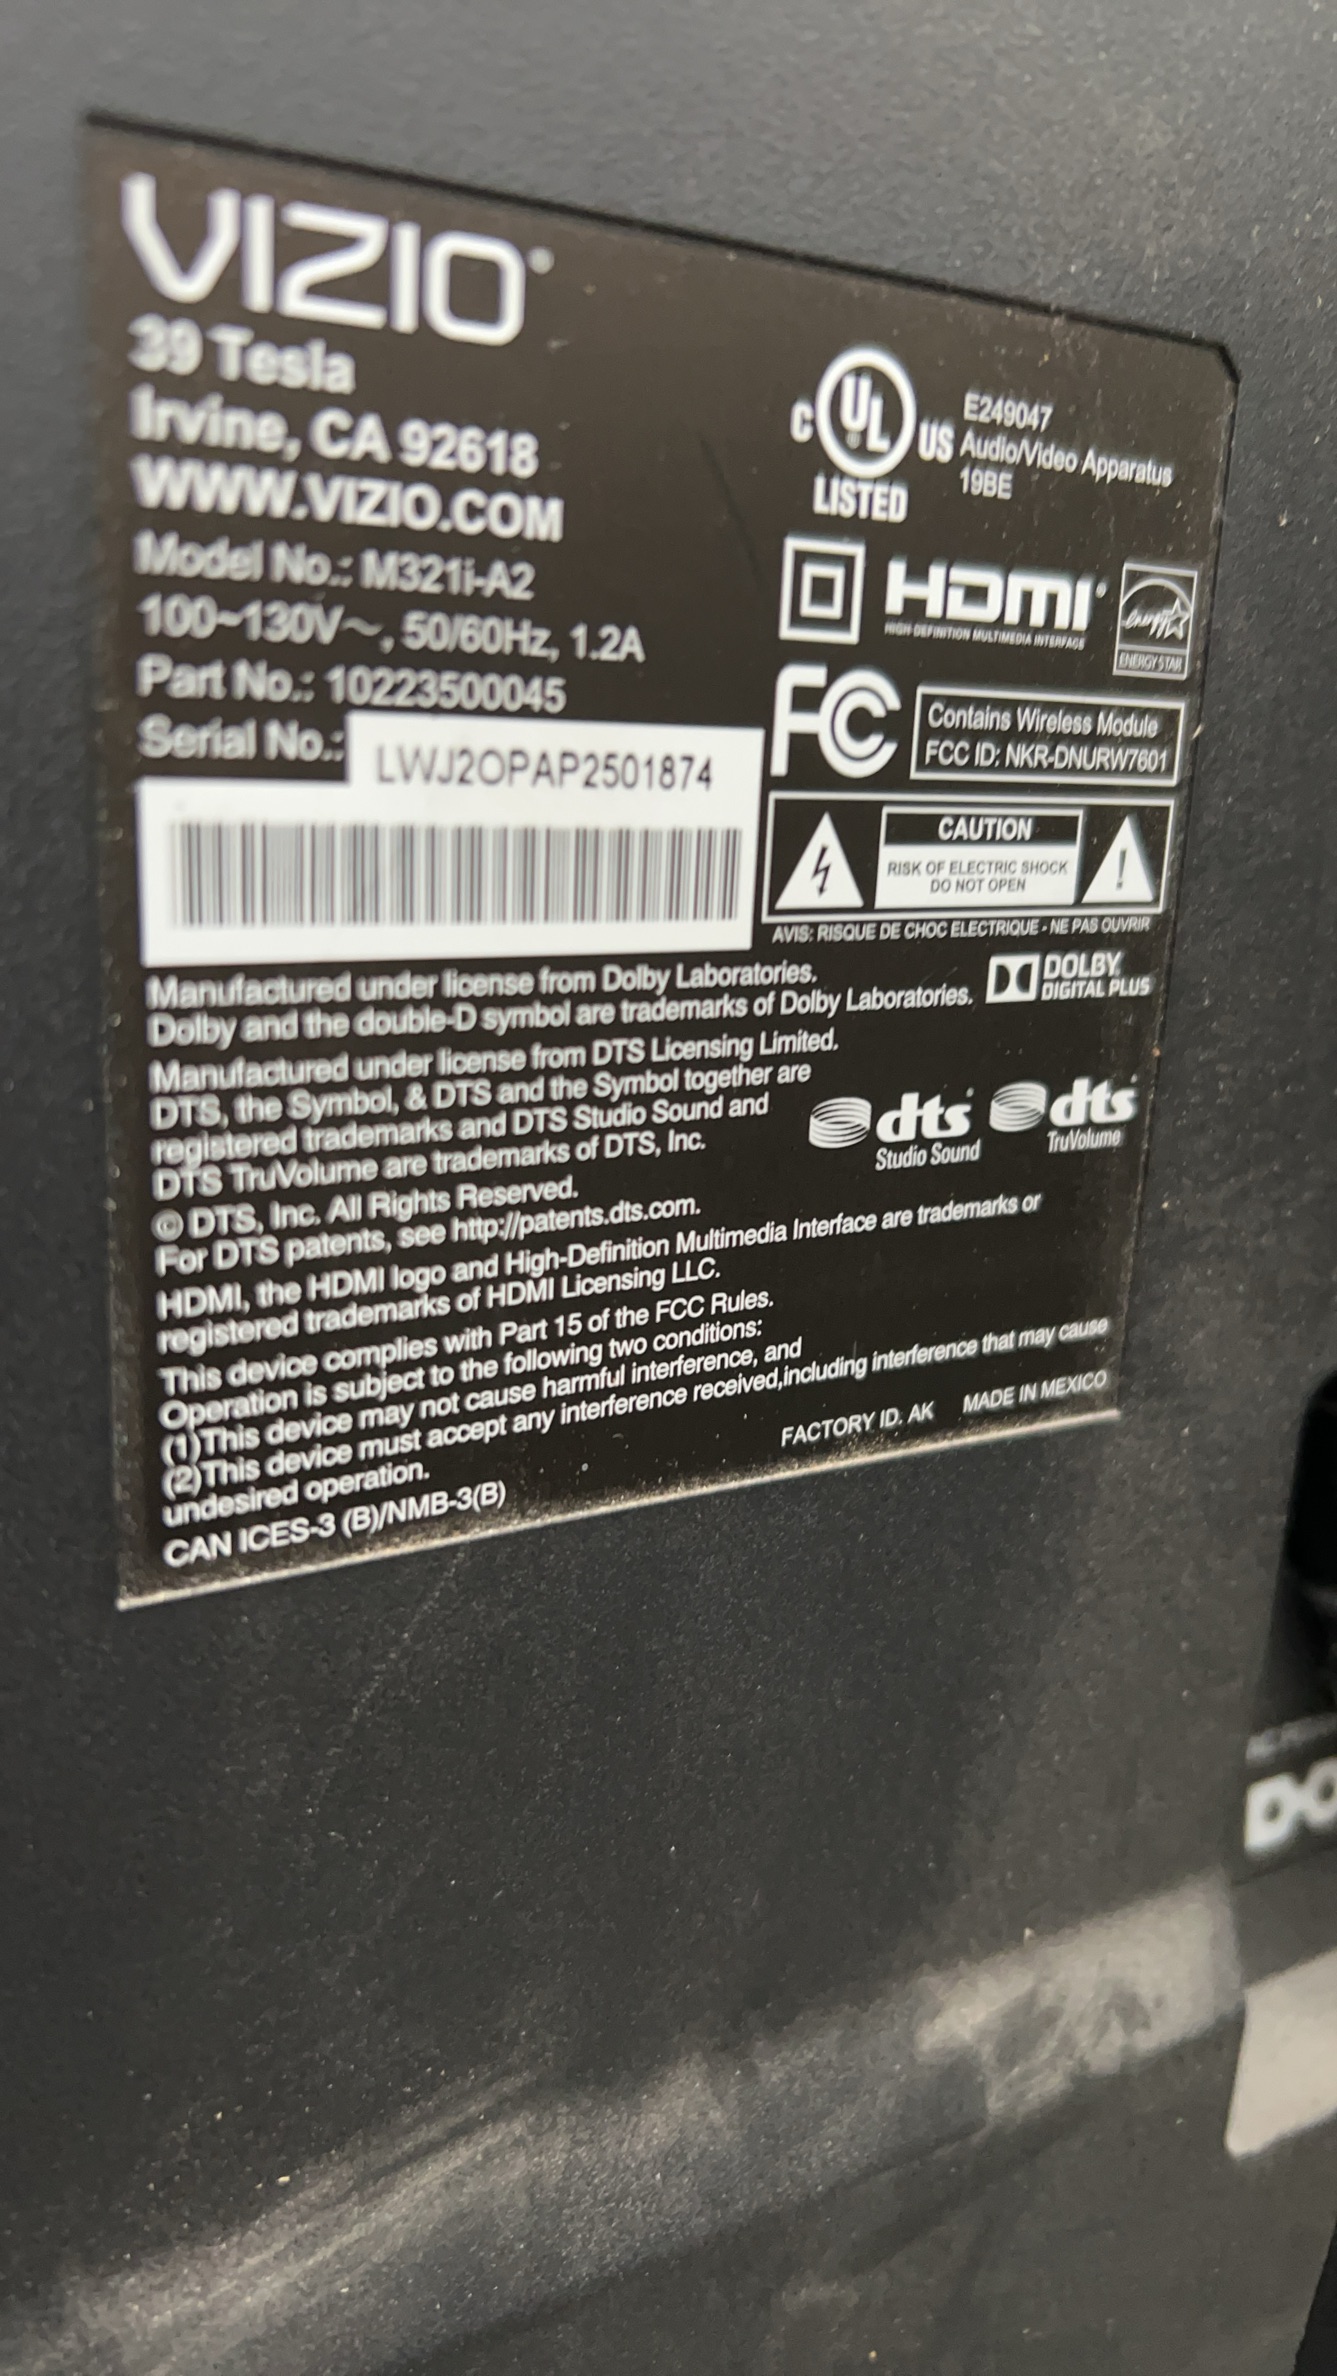 VIZIO
39 Tesla
Irvine, CA 92618
WWW.VIZIO.COM
Model No.: M321i-A2
100~130V～, 50/60Hz, 1.2A
Part No.: 10223500045
Serial No.:
LWJ2OPAP2501874
C UL US
LISTED
E249047
Audio/Video Apparatus
19BE
HDMI
HIGH-DEFINITION MULTIMEDIA INTERFACE
energy
ENERGY STAR
FC
Contains Wireless Module
FCC ID: NKR-DNURW7601
CAUTION
RISK OF ELECTRIC SHOCK
DO NOT OPEN
AVIS: RISQUE DE CHOC ELECTRIQUE - NE PAS OUVRIR
Manufactured under license from Dolby Laboratories.
Dolby and the double-D symbol are trademarks of Dolby Laboratories.
DOLBY
DIGITAL PLUS
Manufactured under license from DTS Licensing Limited.
DTS, the Symbol, & DTS and the Symbol together are
registered trademarks and DTS Studio Sound and
DTS TruVolume are trademarks of DTS, Inc.
© DTS, Inc. All Rights Reserved.
For DTS patents, see http://patents.dts.com.
dts
Studio Sound
dts
TruVolume
HDMI, the HDMI logo and High-Definition Multimedia Interface are trademarks or
registered trademarks of HDMI Licensing LLC.
This device complies with Part 15 of the FCC Rules.
Operation is subject to the following two conditions:
(1)This device may not cause harmful interference, and
(2)This device must accept any interference received,including interference that may cause
undesired operation.
CAN ICES-3 (B)/NMB-3(B)
FACTORY ID. AK
MADE IN MEXICO